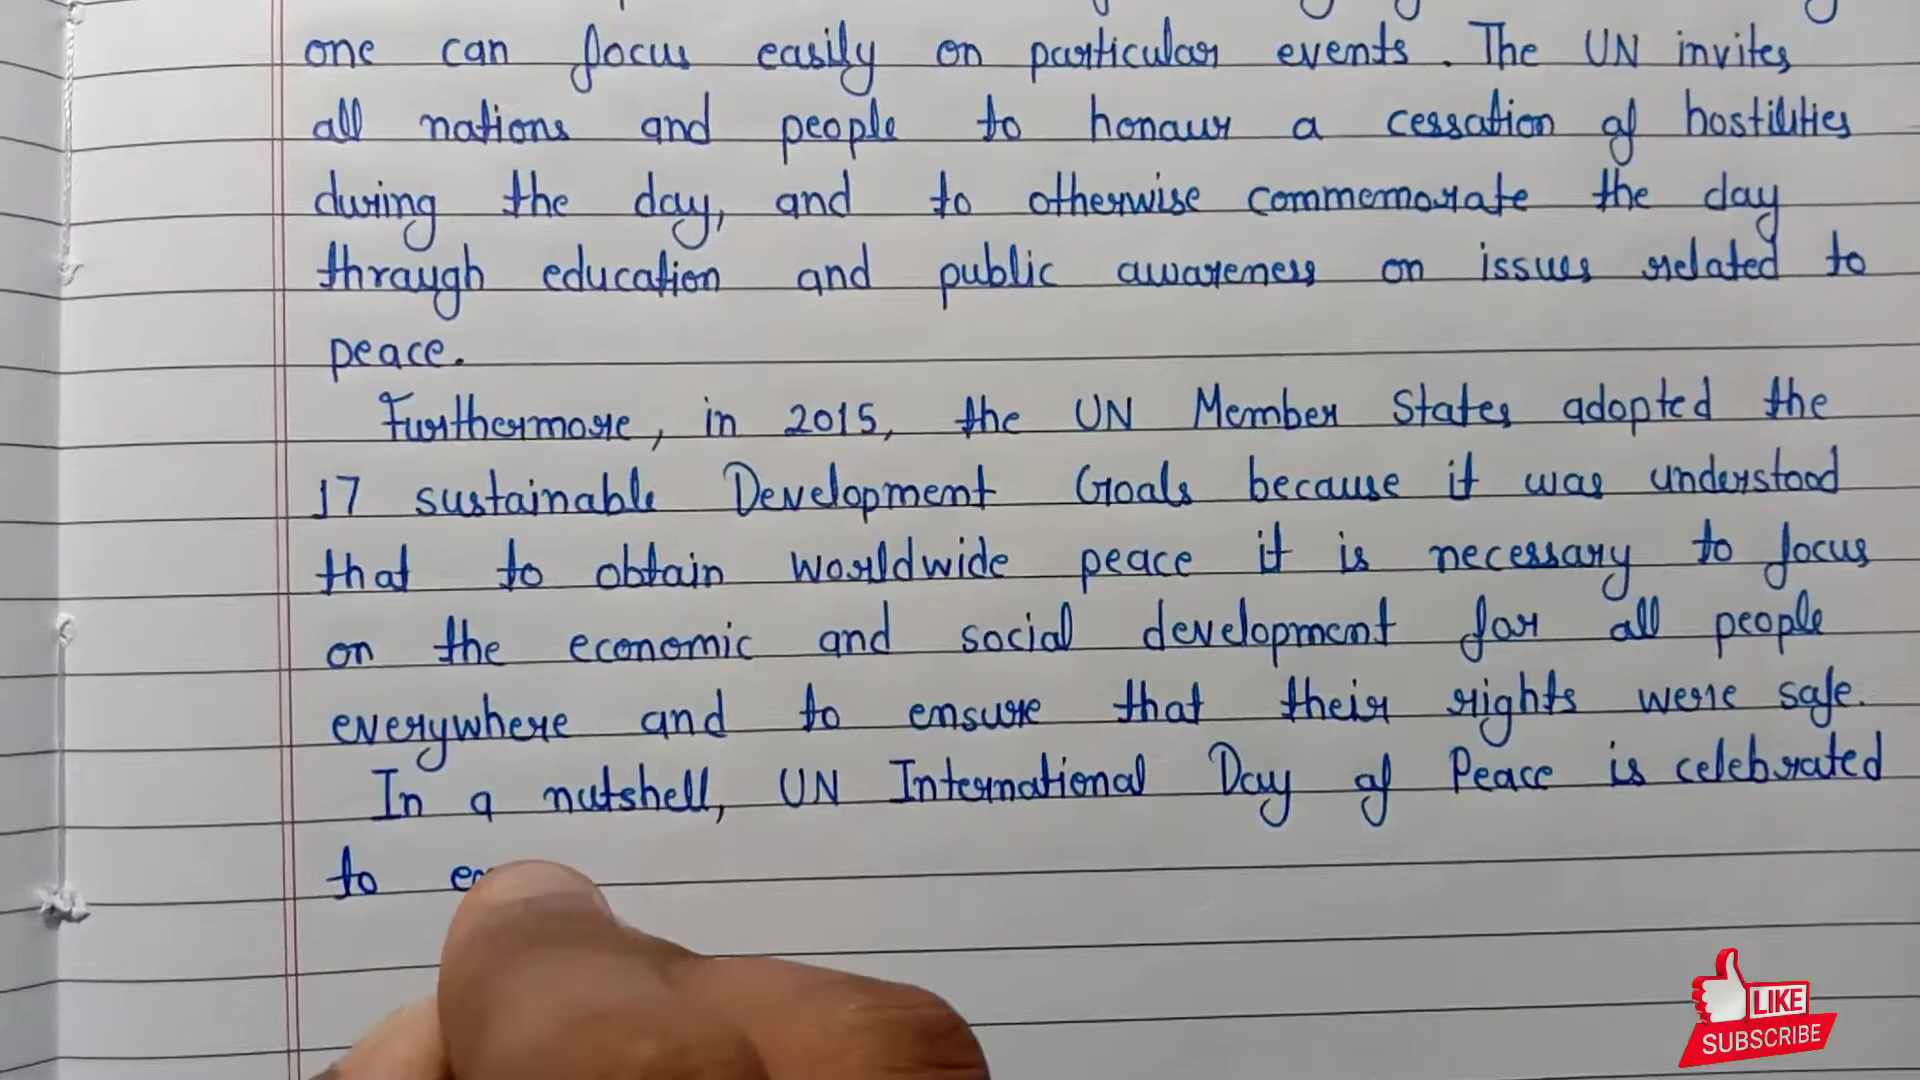 one can focus easily on particular events. The UN invites
all nations and people to honour a cessation of hostilities
during the day, and to otherwise commemorate the day
through education and public awareness on issues related to
peace.
Furthermore, in 2015, the UN Member States adopted the
17 sustainable Development Goals because it was understood
that to obtain worldwide peace it is necessary to focus
on the economic and social development for all people
everywhere and to ensure that their rights were safe.
In a nutshell, UN International Day of Peace is celebrated
to
LIKE
SUBSCRIBE